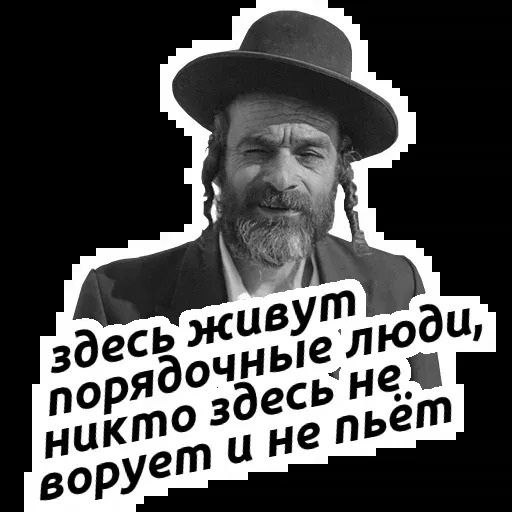 здесь живут
порядочные люди,
никто здесь не
ворует и не пьёт